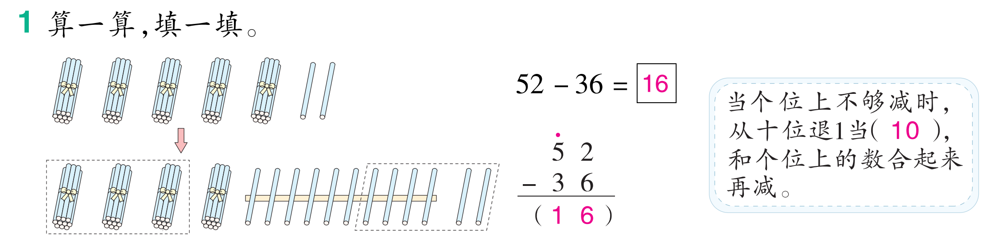 1 算一算,填一填。
52 – 36 = 16
5 2
– 3 6
( 1 6 )
当个位上不够减时,
从十位退1当( 10 ),
和个位上的数合起来
再减。